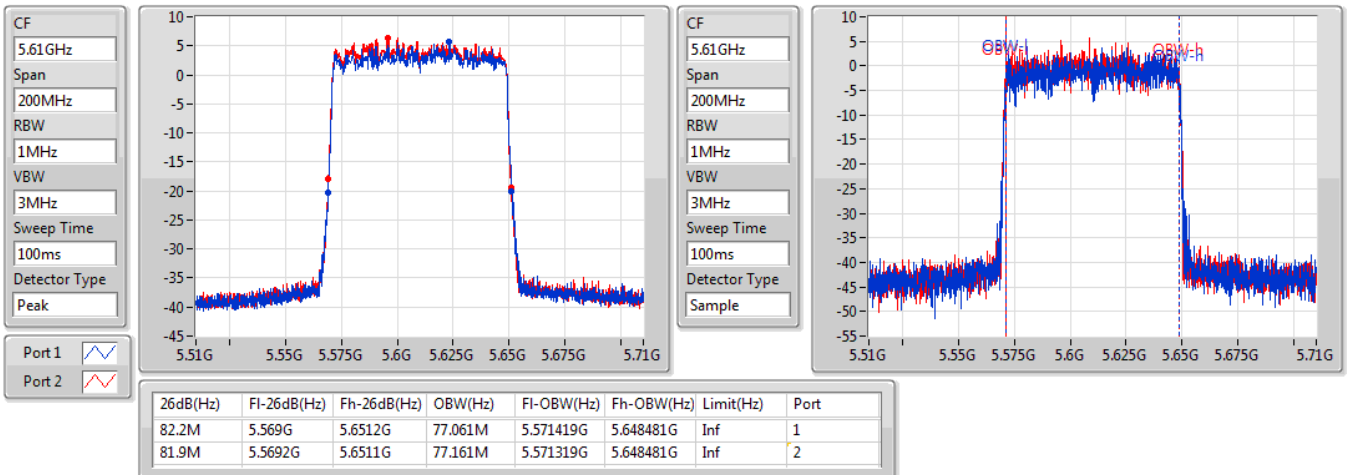 CF
5.61GHz
Span
200MHz
RBW
1MHz
VBW
3MHz
Sweep Time
100ms
Detector Type
Peak
Port 1
Port 2
10
5
0
-5
-10
-15
-20
-25
-30
-35
-40
-45
5.51G 5.55G 5.575G 5.6G 5.625G 5.65G 5.675G 5.71G
CF
5.61GHz
Span
200MHz
RBW
1MHz
VBW
3MHz
Sweep Time
100ms
Detector Type
Sample
10
5
0
-5
-10
-15
-20
-25
-30
-35
-40
-45
-50
-55
OBW-l
OBW-l
OBW-h
OBW-h
5.51G 5.55G 5.575G 5.6G 5.625G 5.65G 5.675G 5.71G
26dB(Hz) Fl-26dB(Hz) Fh-26dB(Hz) OBW(Hz) Fl-OBW(Hz) Fh-OBW(Hz) Limit(Hz) Port
82.2M 5.569G 5.6512G 77.061M 5.571419G 5.648481G Inf 1
81.9M 5.5692G 5.6511G 77.161M 5.571319G 5.648481G Inf 2